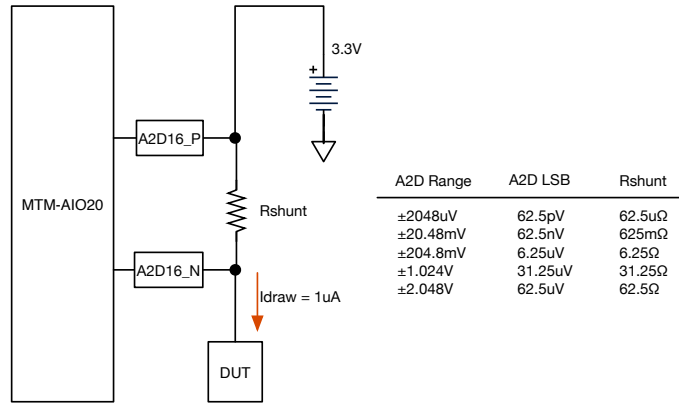 3.3V
+
A2D16_P
MTM-AIO20
Rshunt
A2D16_N
Idraw = 1uA
DUT
A2D Range A2D LSB Rshunt
±2048uV 62.5pV 62.5uΩ
±20.48mV 62.5nV 625mΩ
±204.8mV 6.25uV 6.25Ω
±1.024V 31.25uV 31.25Ω
±2.048V 62.5uV 62.5Ω